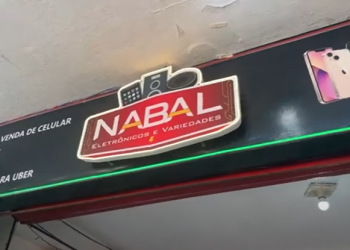 VENDA DE CELULAR
NABAL
ELETRÔNICOS E VARIEDADES
RA UBER